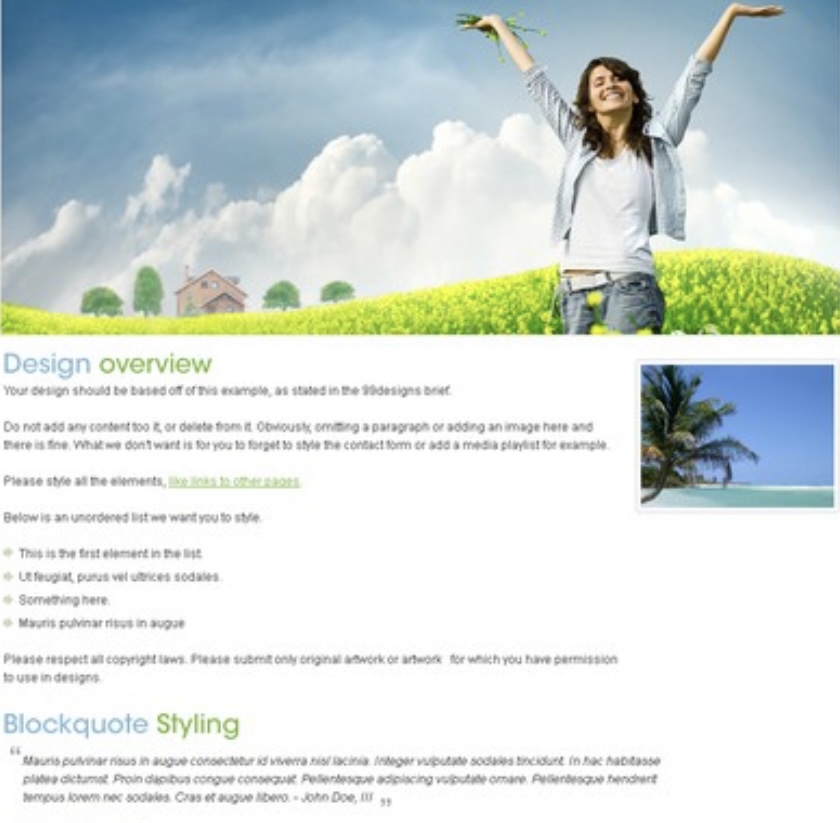 Design overview
Your design should be based off of this example, as stated in the 99designs brief.
Do not add any content too it, or delete from it. Obviously, omitting a paragraph or adding an image here and
there is fine. What we don't want is for you to forget to style the contact form or add a media playlist for example.
Please style all the elements, like links to other pages.
Below is an unordered list we want you to style.
This is the first element in the list.
Ut feugiat, purus vel ultrices sodales.
Something here.
Mauris pulvinar risus in augue
Please respect all copyright laws. Please submit only original artwork or artwork for which you have permission
to use in designs.
Blockquote Styling
“ Mauris pulvinar risus in augue consectetur id viverra nisl lacinia. Integer vulputate sodales tincidunt. In hac habitasse
platea dictumst. Proin dapibus congue consequat. Pellentesque adipiscing vulputate ornare. Pellentesque hendrerit
tempus lorem nec sodales. Cras et augue libero. - John Doe, III ”